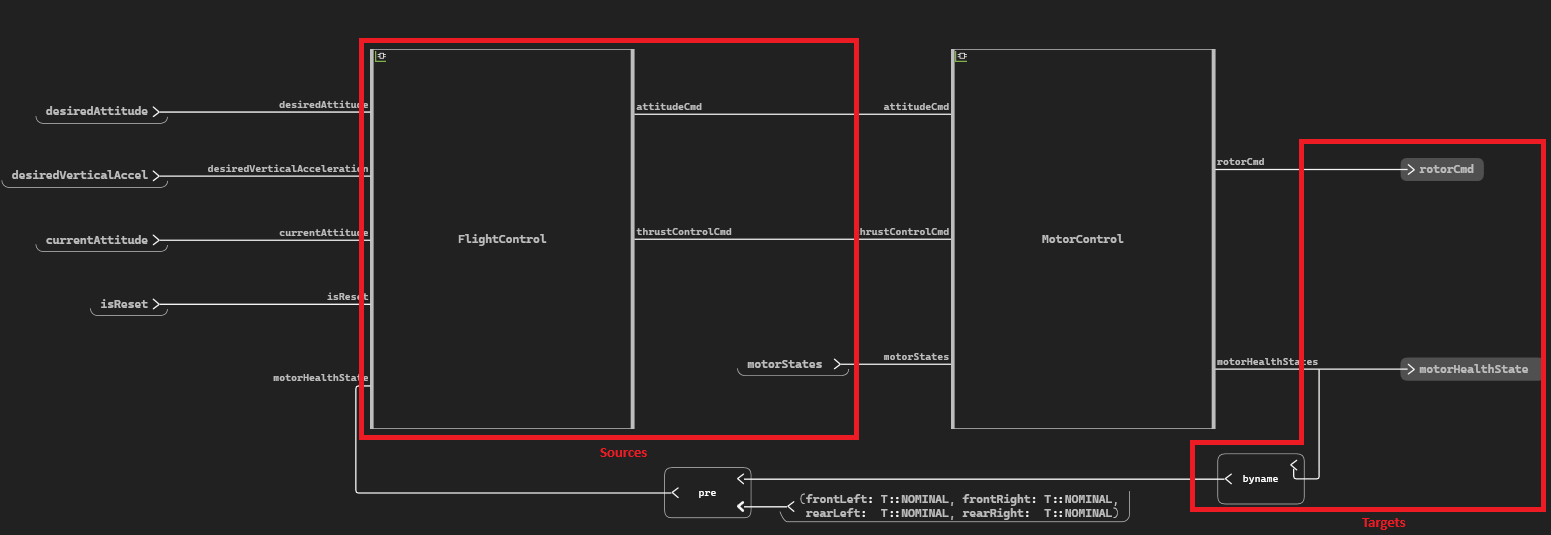 desiredAttitude
desiredAttitude
attitudeCmd
attitudeCmd
desiredVerticalAccel
desiredVerticalAcceleration
rotorCmd
rotorCmd
currentAttitude
currentAttitude
FlightControl
thrustControlCmd
hrustControlCmd
MotorControl
isReset
isReset
motorHealthState
motorStates
motorStates
motorHealthStates
motorHealthState
Sources
pre
(frontLeft: T::NOMINAL, frontRight: T::NOMINAL,
rearLeft: T::NOMINAL, rearRight: T::NOMINAL)
byname
Targets